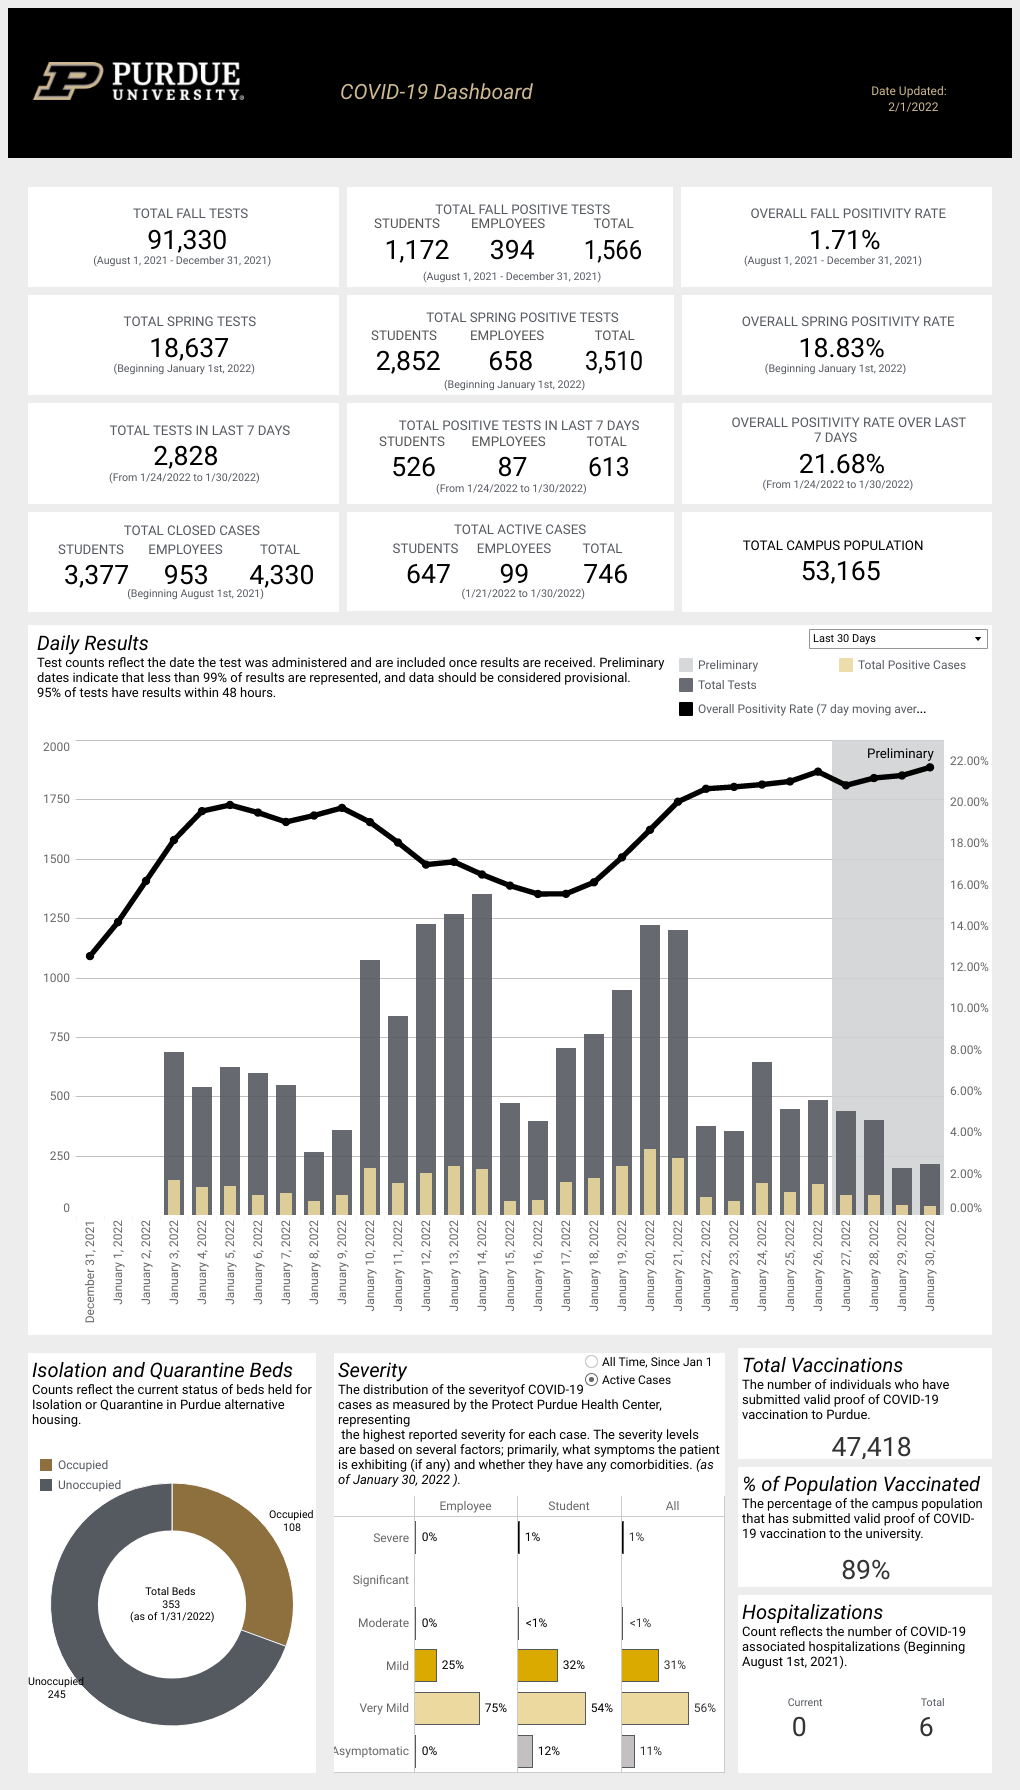 PURDUE
UNIVERSITY®
COVID-19 Dashboard
Date Updated:
2/1/2022
TOTAL FALL TESTS
91,330
(August 1, 2021 - December 31, 2021)
TOTAL FALL POSITIVE TESTS
STUDENTS EMPLOYEES TOTAL
1,172 394 1,566
(August 1, 2021 - December 31, 2021)
OVERALL FALL POSITIVITY RATE
1.71%
(August 1, 2021 - December 31, 2021)
TOTAL SPRING TESTS
18,637
(Beginning January 1st, 2022)
TOTAL SPRING POSITIVE TESTS
STUDENTS EMPLOYEES TOTAL
2,852 658 3,510
(Beginning January 1st, 2022)
OVERALL SPRING POSITIVITY RATE
18.83%
(Beginning January 1st, 2022)
TOTAL TESTS IN LAST 7 DAYS
2,828
(From 1/24/2022 to 1/30/2022)
TOTAL POSITIVE TESTS IN LAST 7 DAYS
STUDENTS EMPLOYEES TOTAL
526 87 613
(From 1/24/2022 to 1/30/2022)
OVERALL POSITIVITY RATE OVER LAST
7 DAYS
21.68%
(From 1/24/2022 to 1/30/2022)
TOTAL CLOSED CASES
STUDENTS EMPLOYEES TOTAL
3,377 953 4,330
(Beginning August 1st, 2021)
TOTAL ACTIVE CASES
STUDENTS EMPLOYEES TOTAL
647 99 746
(1/21/2022 to 1/30/2022)
TOTAL CAMPUS POPULATION
53,165
Daily Results
Test counts reflect the date the test was administered and are included once results are received. Preliminary
dates indicate that less than 99% of results are represented, and data should be considered provisional.
95% of tests have results within 48 hours.
Last 30 Days
Preliminary
Total Positive Cases
Total Tests
Overall Positivity Rate (7 day moving aver...
Preliminary
2000
1750
1500
1250
1000
750
500
250
0
22.00%
20.00%
18.00%
16.00%
14.00%
12.00%
10.00%
8.00%
6.00%
4.00%
2.00%
0.00%
December 31, 2021
January 1, 2022
January 2, 2022
January 3, 2022
January 4, 2022
January 5, 2022
January 6, 2022
January 7, 2022
January 8, 2022
January 9, 2022
January 10, 2022
January 11, 2022
January 12, 2022
January 13, 2022
January 14, 2022
January 15, 2022
January 16, 2022
January 17, 2022
January 18, 2022
January 19, 2022
January 20, 2022
January 21, 2022
January 22, 2022
January 23, 2022
January 24, 2022
January 25, 2022
January 26, 2022
January 27, 2022
January 28, 2022
January 29, 2022
January 30, 2022
Isolation and Quarantine Beds
Counts reflect the current status of beds held for
Isolation or Quarantine in Purdue alternative
housing.
Occupied
Unoccupied
Occupied
108
Total Beds
353
(as of 1/31/2022)
Unoccupied
245
Severity
All Time, Since Jan 1
Active Cases
The distribution of the severityof COVID-19
cases as measured by the Protect Purdue Health Center,
representing
the highest reported severity for each case. The severity levels
are based on several factors; primarily, what symptoms the patient
is exhibiting (if any) and whether they have any comorbidities. (as
of January 30, 2022 ).
Employee Student All
Severe 0% 1% 1%
Significant
Moderate 0% <1% <1%
Mild 25% 32% 31%
Very Mild 75% 54% 56%
Asymptomatic 0% 12% 11%
Total Vaccinations
The number of individuals who have
submitted valid proof of COVID-19
vaccination to Purdue.
47,418
% of Population Vaccinated
The percentage of the campus population
that has submitted valid proof of COVID-
19 vaccination to the university.
89%
Hospitalizations
Count reflects the number of COVID-19
associated hospitalizations (Beginning
August 1st, 2021).
Current Total
0 6